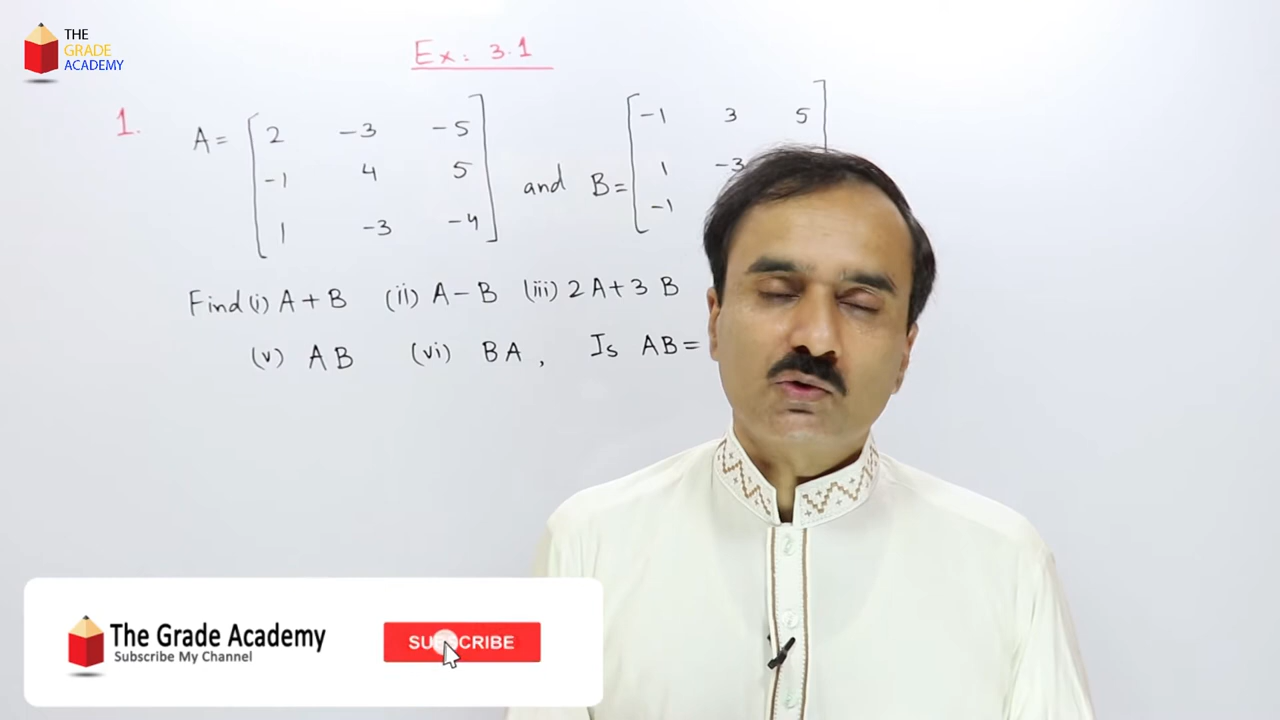 THE
GRADE
ACADEMY
Ex: 3.1
1.
A= [ 2 -3 -5
-1 4 5
1 -3 -4 ]
and B= [ -1 3 5
1 -3
-1 ]
Find (i) A+B (ii) A-B (iii) 2A+3B
(v) AB (vi) BA, Is AB=
The Grade Academy
Subscribe My Channel
SUBSCRIBE